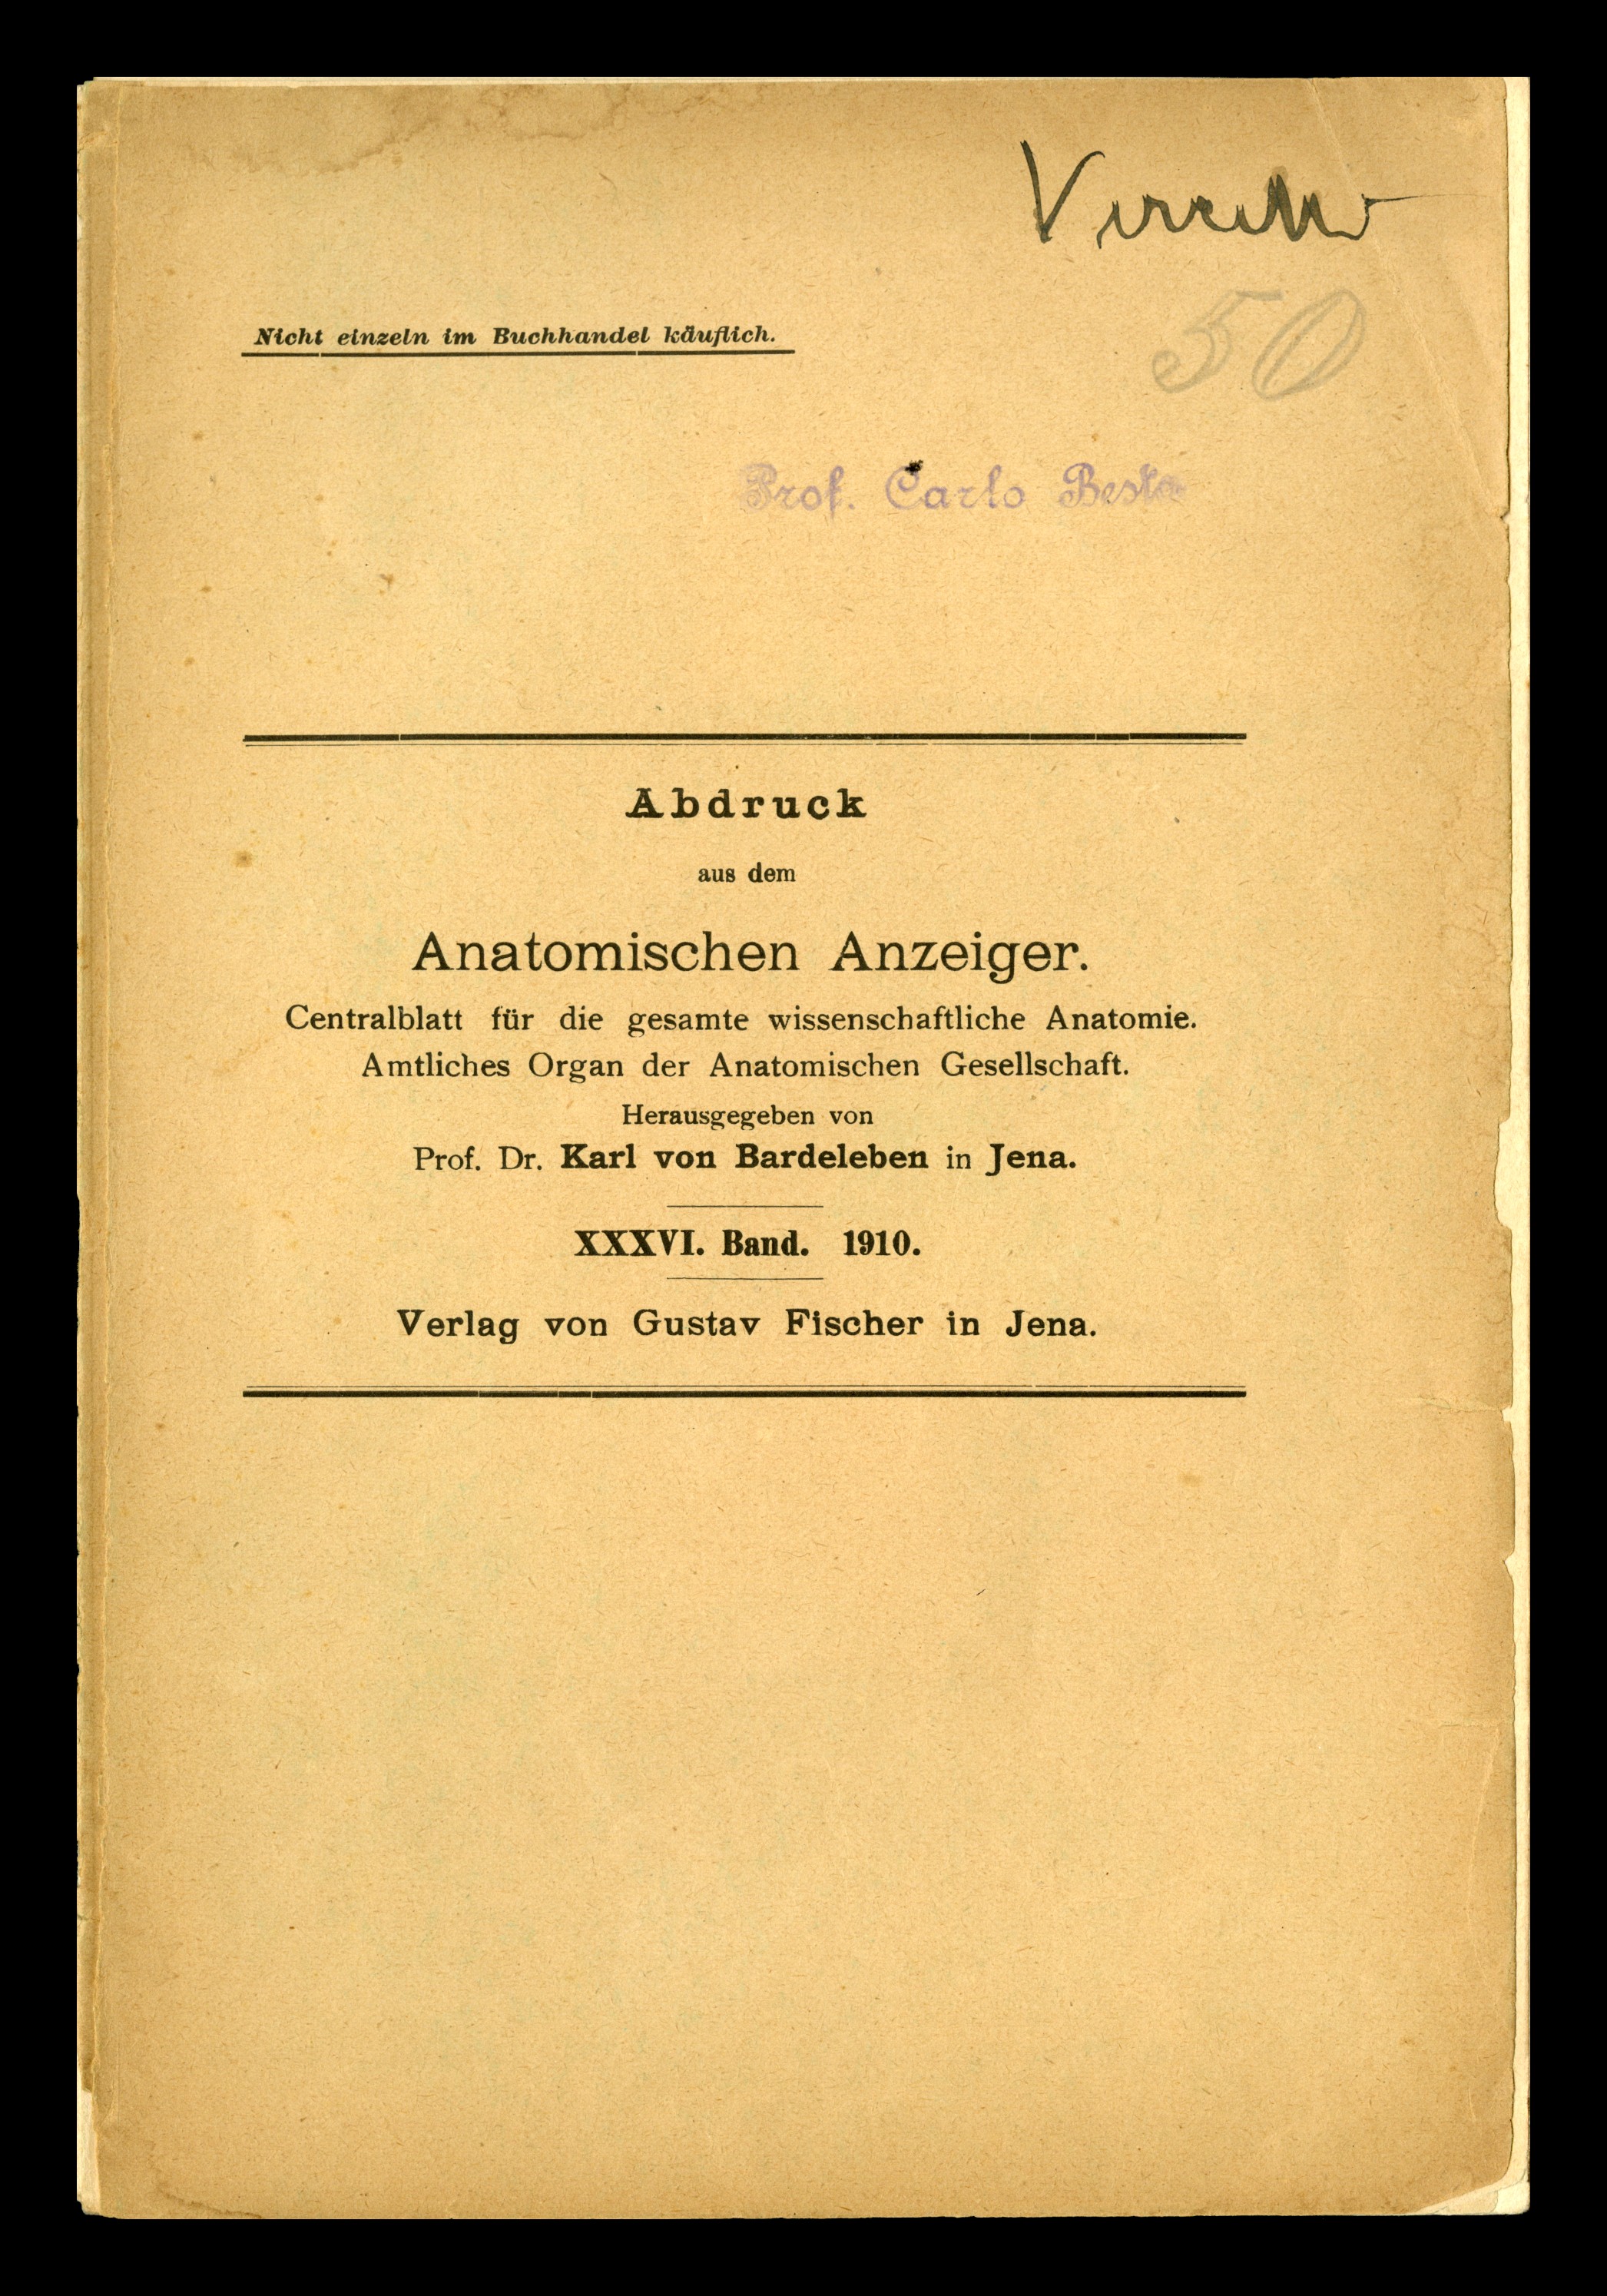 Nicht einzeln im Buchhandel käuflich.
50
Prof. Carlo Besta
Abdruck
aus dem
Anatomischen Anzeiger.
Centralblatt für die gesamte wissenschaftliche Anatomie.
Amtliches Organ der Anatomischen Gesellschaft.
Herausgegeben von
Prof. Dr. Karl von Bardeleben in Jena.
XXXVI. Band. 1910.
Verlag von Gustav Fischer in Jena.